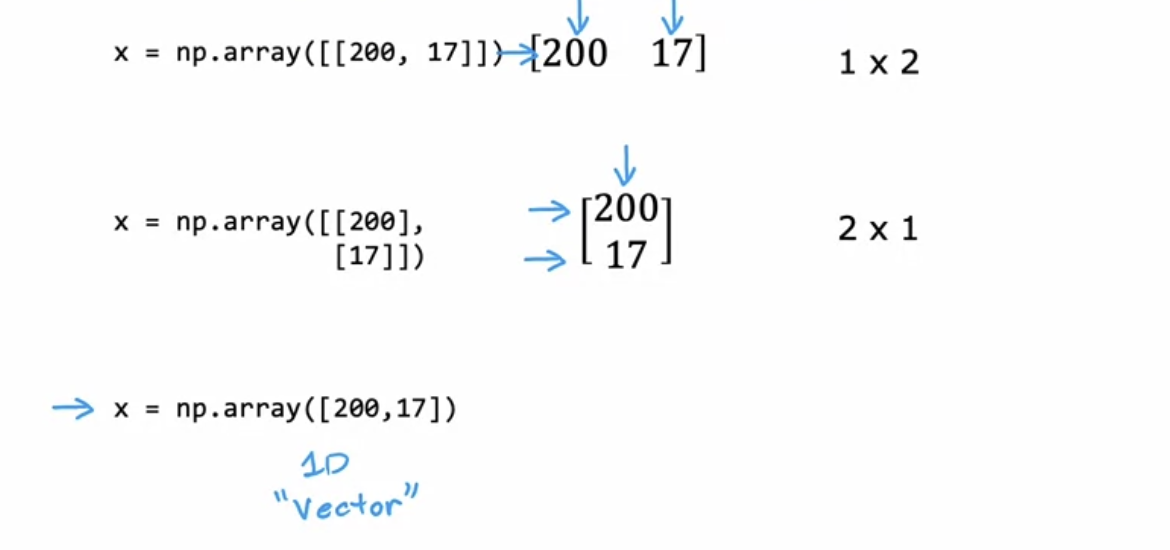 x = np.array([[200, 17]]) [200 17] 1 x 2
x = np.array([[200],
[17]])
[200
17]
2 x 1
x = np.array([200,17])
1D
"Vector"